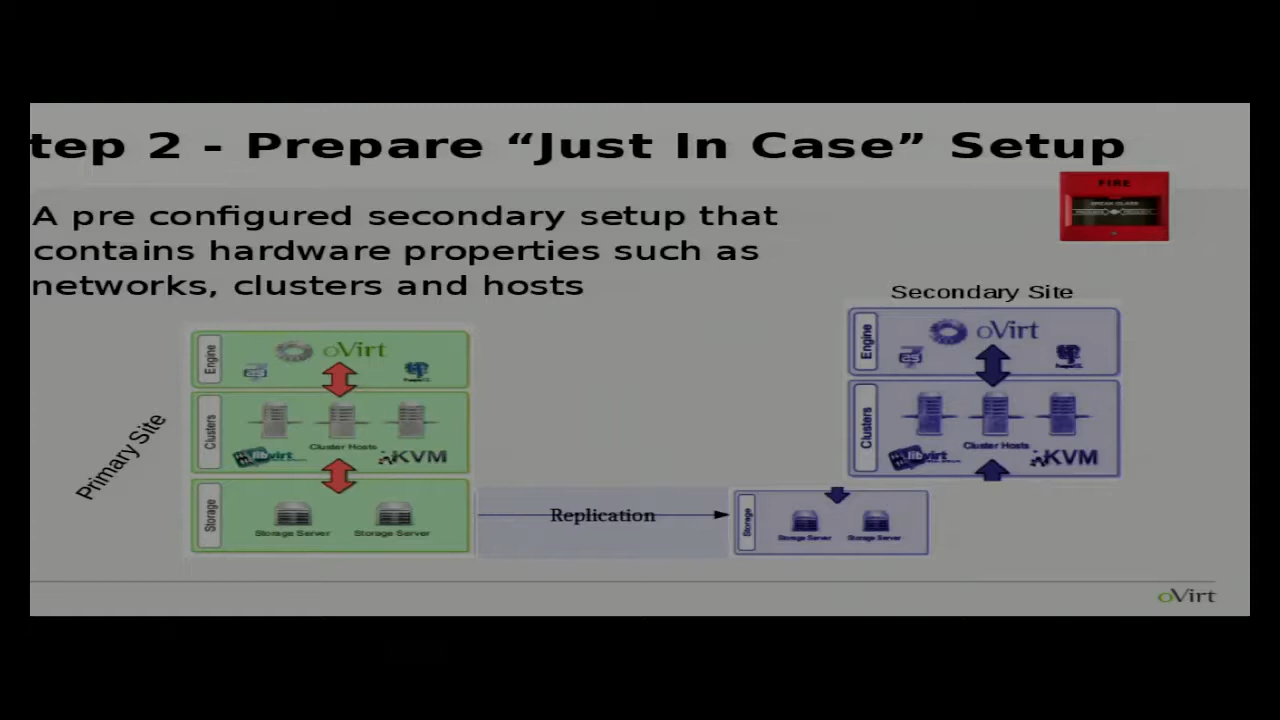 tep 2 - Prepare “Just In Case” Setup
FIRE
BREAK GLASS
A pre configured secondary setup that
contains hardware properties such as
networks, clusters and hosts
Secondary Site
Engine
oVirt
Engine
oVirt
Primary Site
Clusters
Cluster Hosts
libvirt
KVM
Clusters
Cluster Hosts
libvirt
KVM
Storage
Storage Server
Storage Server
Replication
Storage
Storage Server
Storage Server
oVirt